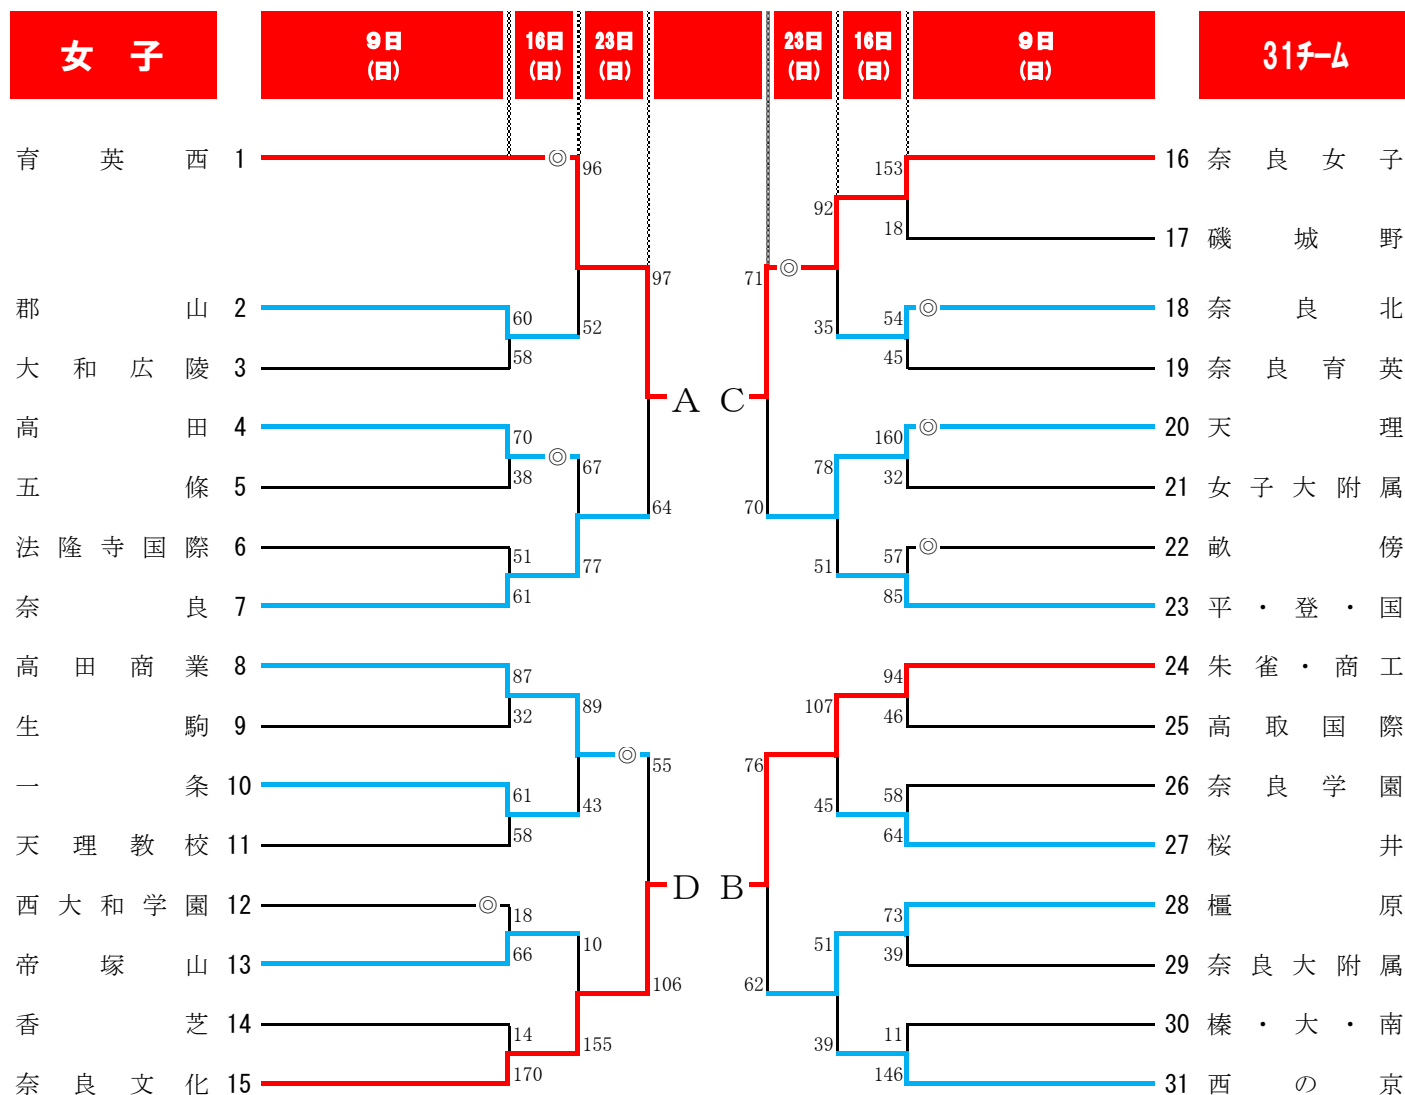 女 子 9日 16日 23日 23日 16日 9日 31チーム
(日) (日) (日) (日) (日) (日)
育英西 1 ◎ 96 153 16 奈良女子
92
18 17 磯城野
97 71 ◎
郡山 2 60 52 35 54 ◎ 18 奈良北
大和広陵 3 58 45 19 奈良育英
A C
高田 4 70 160 ◎ 20 天理
◎ 67 78
五條 5 38 32 21 女子大附属
64 70
法隆寺国際 6 51 57 ◎ 22 畝傍
77 51
奈良 7 61 85 23 平・登・国
高田商業 8 87 94 24 朱雀・商工
89 107
生駒 9 32 46 25 高取国際
◎ 55 76
一条 10 61 43 45 58 26 奈良学園
天理教校 11 58 64 27 桜井
D B
西大和学園 12 ◎ 18 73 28 橿原
10 51
帝塚山 13 66 39 29 奈良大附属
106 62
香芝 14 14 11 30 榛・大・南
155 39
奈良文化 15 170 146 31 西の京